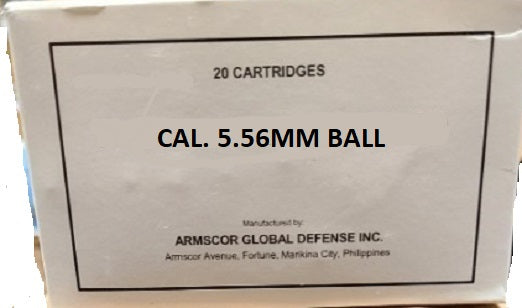 20 CARTRIDGES
CAL. 5.56MM BALL
Manufactured by:
ARMSCOR GLOBAL DEFENSE INC.
Armscor Avenue, Fortune, Marikina City, Philippines